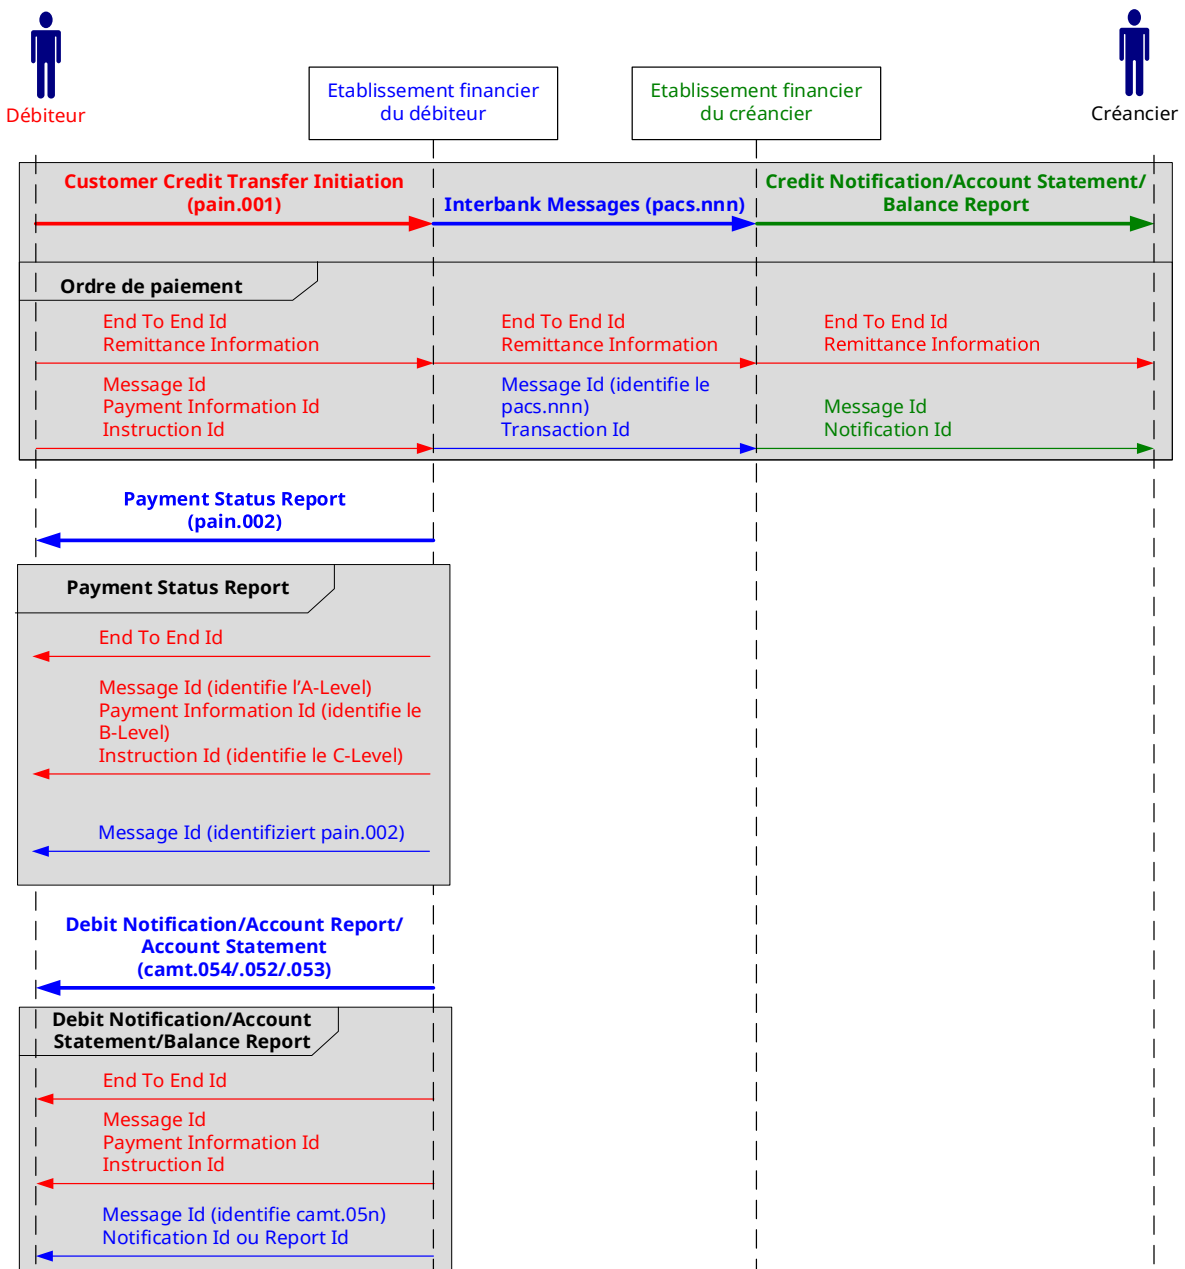 Débiteur
Etablissement financier
du débiteur
Etablissement financier
du créancier
Créancier
Customer Credit Transfer Initiation
(pain.001)
Interbank Messages (pacs.nnn)
Credit Notification/Account Statement/
Balance Report
Ordre de paiement
End To End Id
Remittance Information
End To End Id
Remittance Information
End To End Id
Remittance Information
Message Id
Payment Information Id
Instruction Id
Message Id (identifie le
pacs.nnn)
Transaction Id
Message Id
Notification Id
Payment Status Report
(pain.002)
Payment Status Report
End To End Id
Message Id (identifie l’A-Level)
Payment Information Id (identifie le
B-Level)
Instruction Id (identifie le C-Level)
Message Id (identifiziert pain.002)
Debit Notification/Account Report/
Account Statement
(camt.054/.052/.053)
Debit Notification/Account
Statement/Balance Report
End To End Id
Message Id
Payment Information Id
Instruction Id
Message Id (identifie camt.05n)
Notification Id ou Report Id